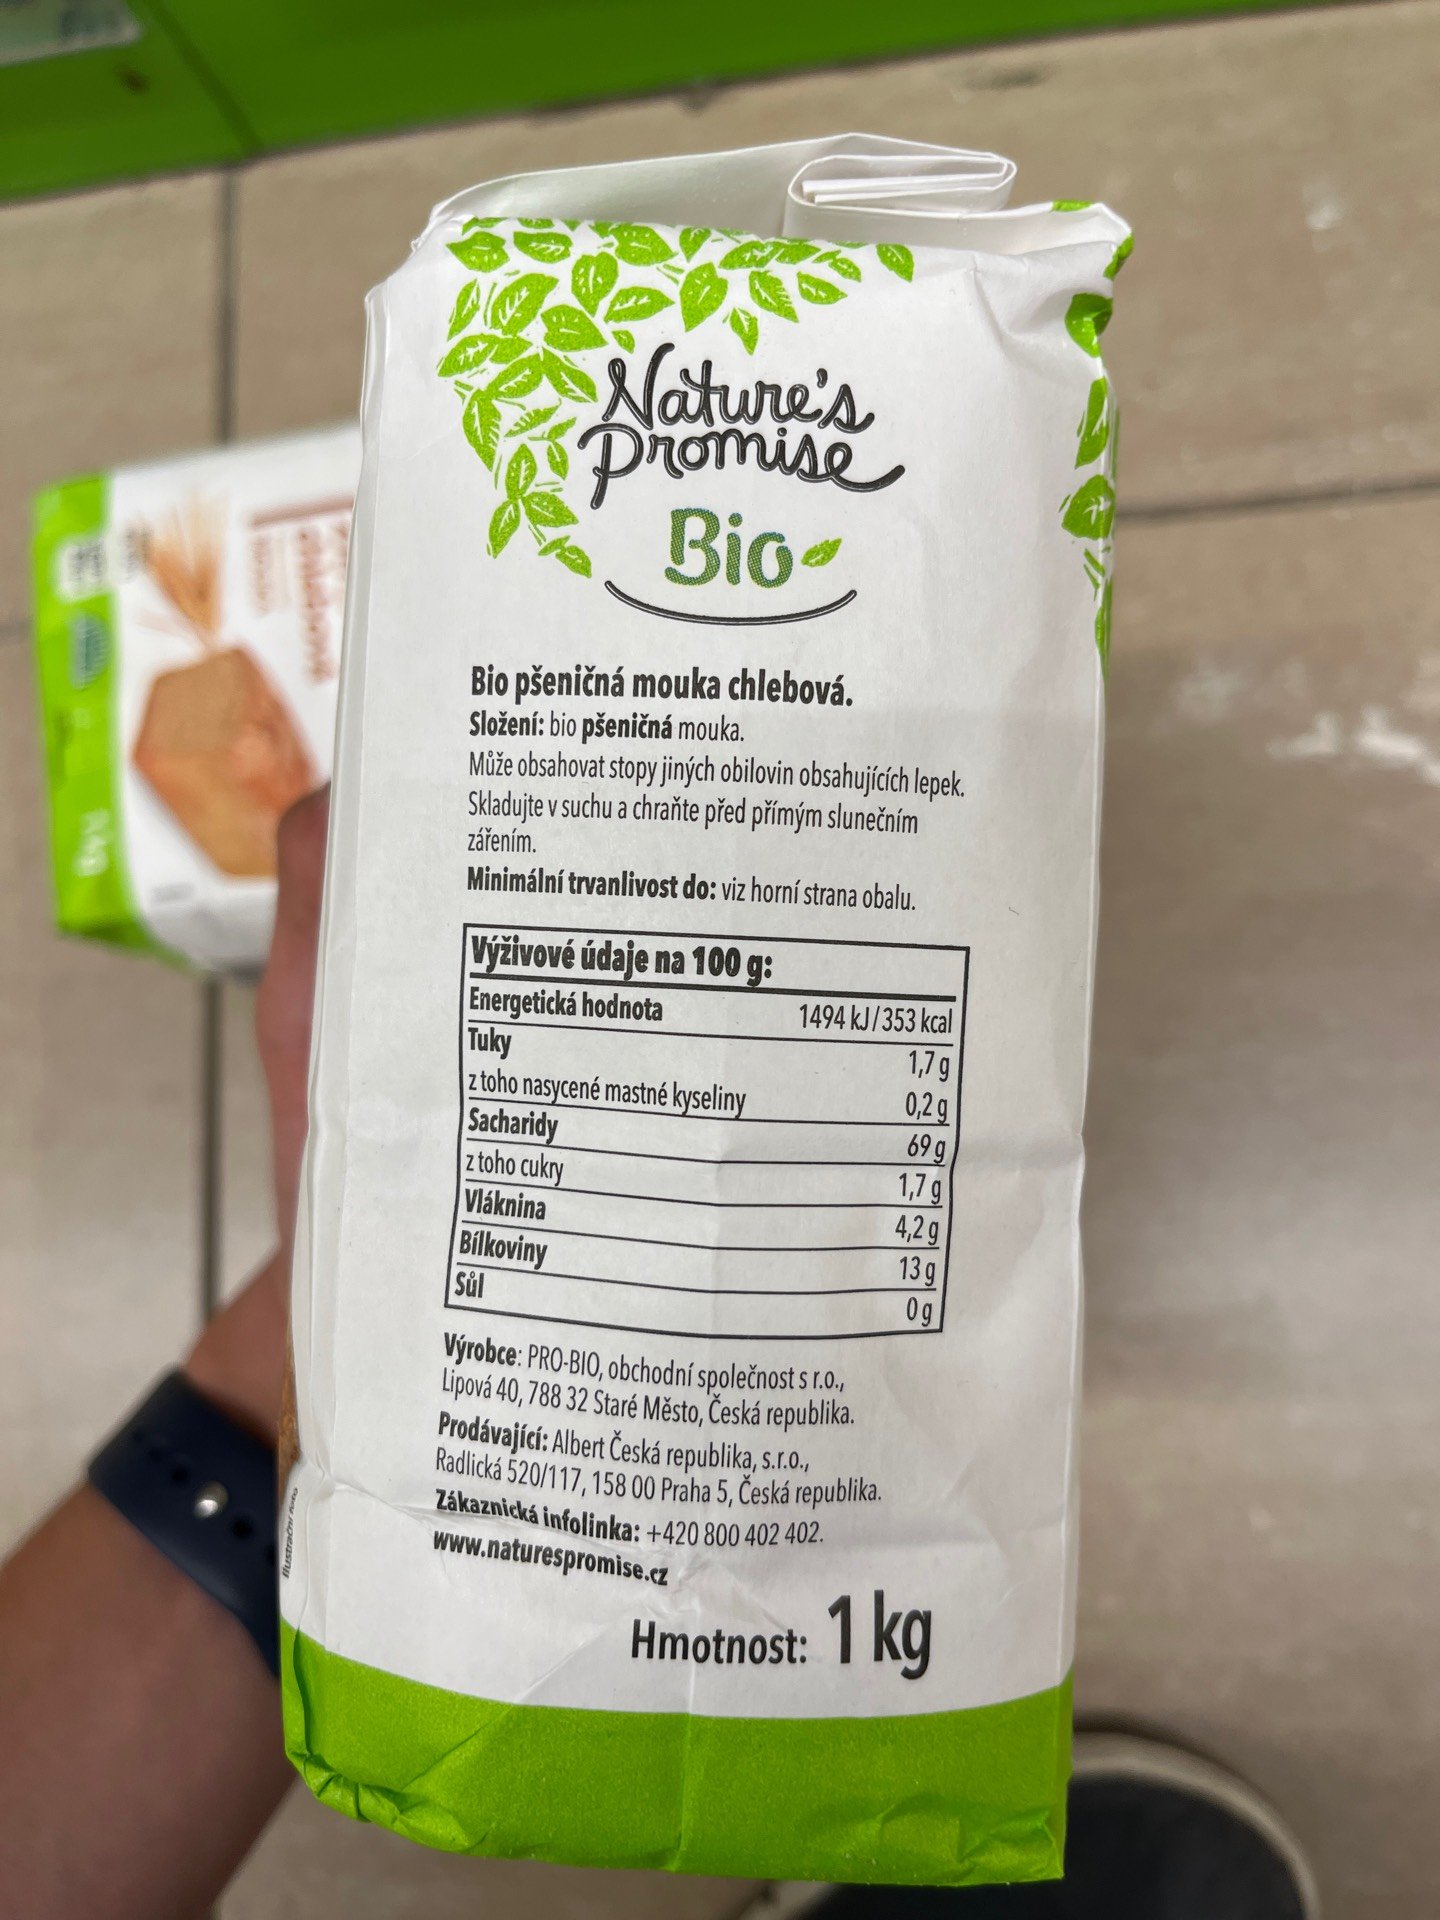 Nature's
Promise
Bio
Bio pšeničná mouka chlebová.
Složení: bio pšeničná mouka.
Může obsahovat stopy jiných obilovin obsahujících lepek.
Skladujte v suchu a chraňte před přímým slunečním
zářením.
Minimální trvanlivost do: viz horní strana obalu.
Výživové údaje na 100 g:
Energetická hodnota 1494 kJ/353 kcal
Tuky 1,7 g
z toho nasycené mastné kyseliny 0,2 g
Sacharidy 69 g
z toho cukry 1,7 g
Vláknina 4,2 g
Bílkoviny 13 g
Sůl 0 g
Výrobce: PRO-BIO, obchodní společnost s r.o.,
Lipová 40, 788 32 Staré Město, Česká republika.
Prodávající: Albert Česká republika, s.r.o.,
Radlická 520/117, 158 00 Praha 5, Česká republika.
Zákaznická infolinka: +420 800 402 402.
www.naturespromise.cz
Hmotnost: 1 kg
Ilustrační foto
1 kg